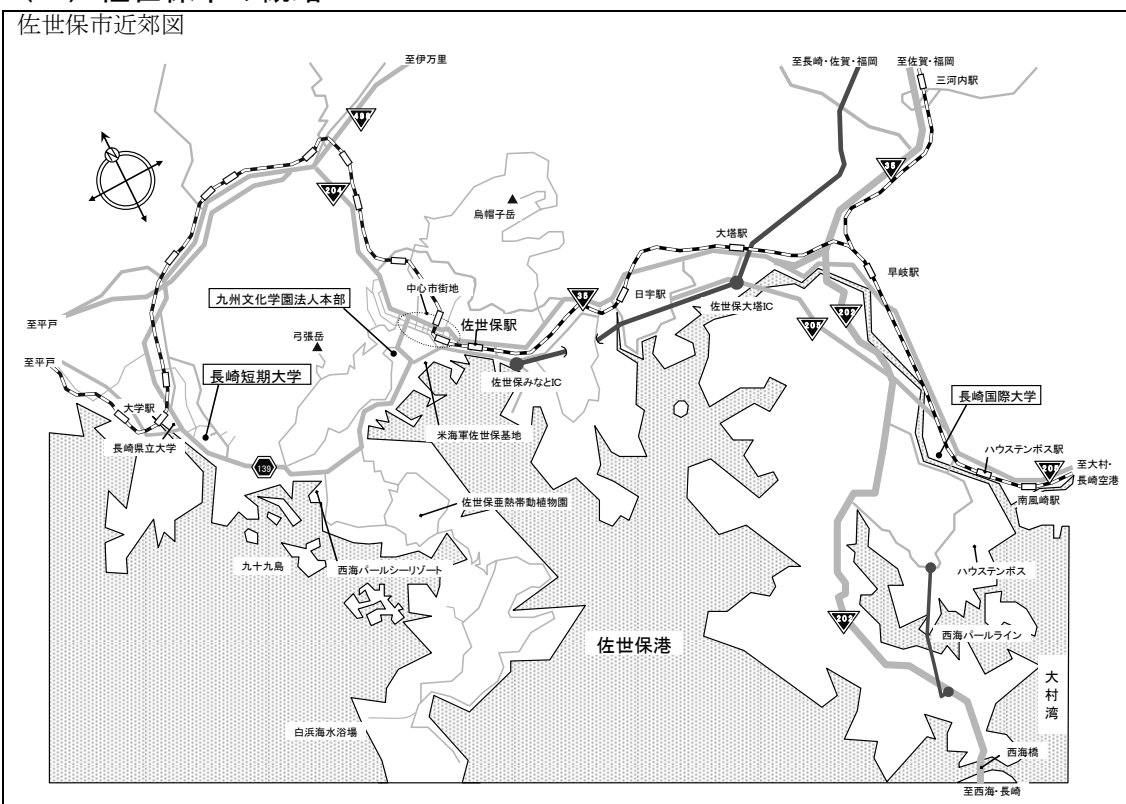 佐世保市近郊図
至伊万里
至長崎・佐賀・福岡
至佐賀・福岡
三河内駅
498
35
N
204
烏帽子岳
大塔駅
早岐駅
九州文化学園法人本部
中心市街地
35
日宇駅
佐世保大塔IC
佐世保駅
205
202
至平戸
弓張岳
佐世保みなとIC
至平戸
長崎短期大学
長崎国際大学
大学駅
米海軍佐世保基地
長崎県立大学
ハウステンボス駅
139
205
至大村・
長崎空港
南風崎駅
佐世保亜熱帯動植物園
九十九島
西海パールシーリゾート
ハウステンボス
202
西海パールライン
佐世保港
大村湾
白浜海水浴場
西海橋
至西海・長崎